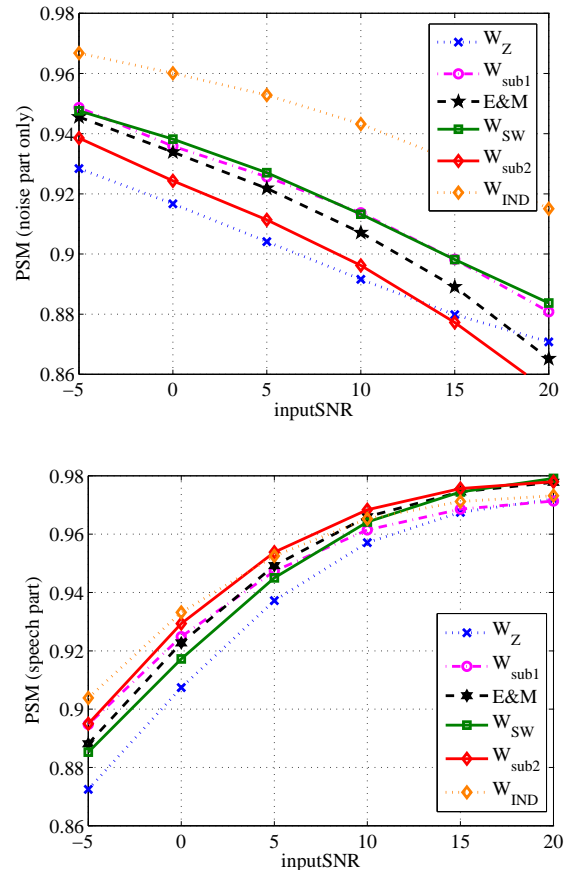 0.98
0.96
0.94
0.92
0.9
0.88
0.86
PSM (noise part only)
−5 0 5 10 15 20
inputSNR
W_Z
W_sub1
E&M
W_SW
W_sub2
W_IND
0.98
0.96
0.94
0.92
0.9
0.88
0.86
PSM (speech part)
−5 0 5 10 15 20
inputSNR
W_Z
W_sub1
E&M
W_SW
W_sub2
W_IND